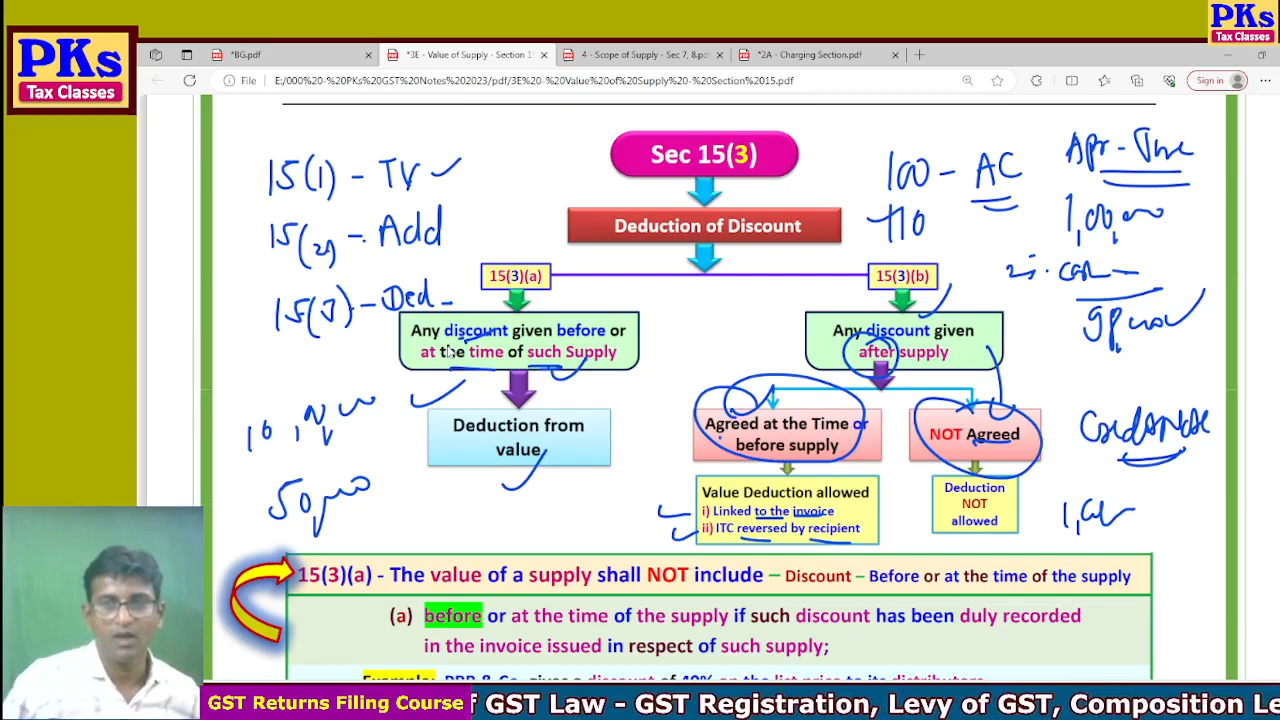 PKs
Tax Classes
PKs
Tax Classes
*BG.pdf
*3E - Value of Supply - Section 1
4 - Scope of Supply - Sec 7, 8.pd
*2A - Charging Section.pdf
File
E:/000%20-%20PKs%20GST%20Notes%202023/pdf/3E%20-%20Value%20of%20Supply%20-%20Section%2015.pdf
Sign in
Sec 15(3)
Deduction of Discount
15(3)(a)
15(3)(b)
Any discount given before or
at the time of such Supply
Any discount given
after supply
Deduction from
value
Agreed at the Time or
before supply
NOT Agreed
Value Deduction allowed
i) Linked to the invoice
ii) ITC reversed by recipient
Deduction
NOT
allowed
15(1) - TV
15(2) - Add
15(3) - Ded
100 - AC
Apr - June
15(3)(a) - The value of a supply shall NOT include – Discount – Before or at the time of the supply
(a) before or at the time of the supply if such discount has been duly recorded
in the invoice issued in respect of such supply;
GST Returns Filing Course
of GST Law - GST Registration, Levy of GST, Composition Le